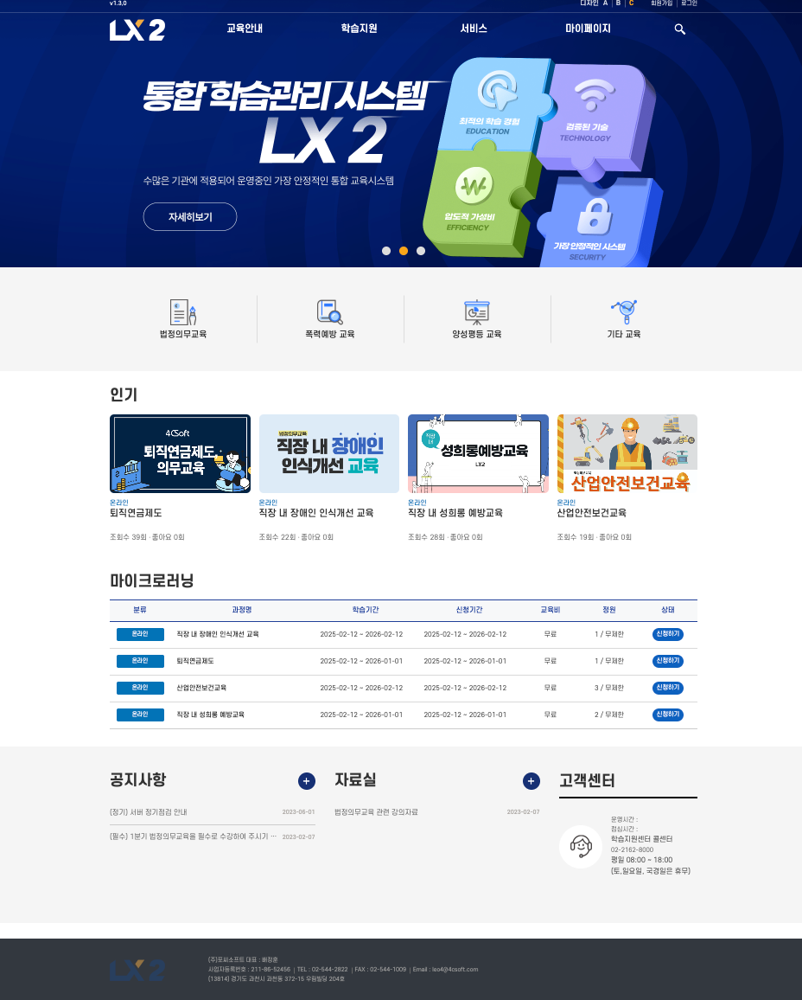 v1.3.0
디자인 A B C 회원가입 로그인
LX 2
교육안내 학습지원 서비스 마이페이지
통합 학습관리 시스템
LX 2
수많은 기관에 적용되어 운영중인 가장 안정적인 통합 교육시스템
자세히보기
최적의 학습 경험
EDUCATION
검증된 기술
TECHNOLOGY
압도적 가성비
EFFICIENCY
가장 안정적인 시스템
SECURITY
법정의무교육 폭력예방 교육 양성평등 교육 기타 교육
인기
4CSoft
퇴직연금제도
의무교육
법정의무교육
직장 내 장애인
인식개선 교육
직장
내
성희롱예방교육
LX2
산업안전보건교육
온라인 온라인 온라인 온라인
퇴직연금제도 직장 내 장애인 인식개선 교육 직장 내 성희롱 예방교육 산업안전보건교육
조회수 39회 · 좋아요 0회 조회수 22회 · 좋아요 0회 조회수 28회 · 좋아요 0회 조회수 19회 · 좋아요 0회
마이크로러닝
분류 과정명 학습기간 신청기간 교육비 정원 상태
온라인 직장 내 장애인 인식개선 교육 2025-02-12 ~ 2026-02-12 2025-02-12 ~ 2026-02-12 무료 1 / 무제한 신청하기
온라인 퇴직연금제도 2025-02-12 ~ 2026-01-01 2025-02-12 ~ 2026-01-01 무료 1 / 무제한 신청하기
온라인 산업안전보건교육 2025-02-12 ~ 2026-02-12 2025-02-12 ~ 2026-02-12 무료 3 / 무제한 신청하기
온라인 직장 내 성희롱 예방교육 2025-02-12 ~ 2026-01-01 2025-02-12 ~ 2026-01-01 무료 2 / 무제한 신청하기
공지사항
(정기) 서버 정기점검 안내 2023-06-01
(필수) 1분기 법정의무교육을 필수로 수강하여 주시기 ··· 2023-02-07
자료실
법정의무교육 관련 강의자료 2023-02-07
고객센터
운영시간 :
점심시간 :
학습지원센터 콜센터
02-2162-8000
평일 08:00 ~ 18:00
(토,일요일, 국경일은 휴무)
LX 2
(주)포씨소프트 대표 : 배청훈
사업자등록번호 : 211-86-52456 | TEL : 02-544-2822 | FAX : 02-544-1009 | Email : leo4@4csoft.com
(13814) 경기도 과천시 과천동 372-15 우림빌딩 204호